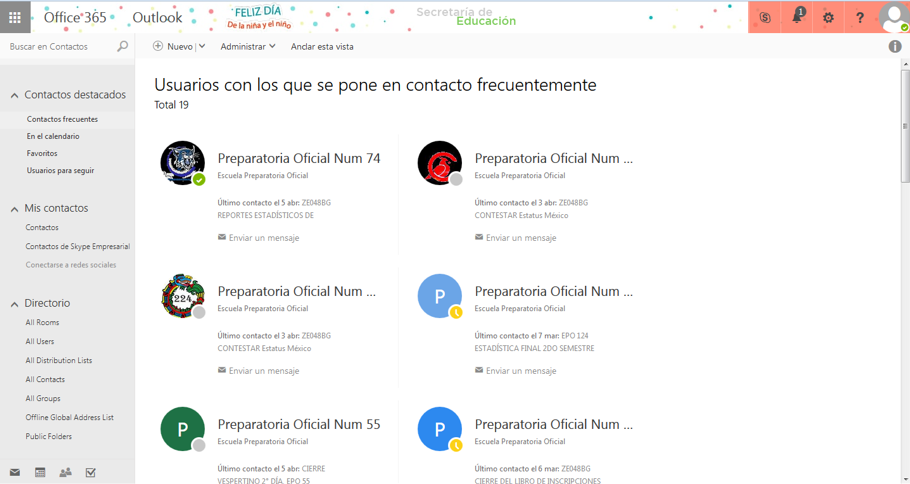 Office 365
Outlook
FELIZ DÍA
De la niña y el niño
Secretaría de
Educación
1
?
Buscar en Contactos
Nuevo
Administrar
Andar esta vista
Contactos destacados
Contactos frecuentes
En el calendario
Favoritos
Usuarios para seguir
Mis contactos
Contactos
Contactos de Skype Empresarial
Conectarse a redes sociales
Directorio
All Rooms
All Users
All Distribution Lists
All Contacts
All Groups
Offline Global Address List
Public Folders
Usuarios con los que se pone en contacto frecuentemente
Total 19
Preparatoria Oficial Num 74
Escuela Preparatoria Oficial
Último contacto el 5 abr: ZE048BG
REPORTES ESTADÍSTICOS DE
Enviar un mensaje
Preparatoria Oficial Num ...
Escuela Preparatoria Oficial
Último contacto el 3 abr: ZE048BG
CONTESTAR Estatus México
Enviar un mensaje
224
Preparatoria Oficial Num ...
Escuela Preparatoria Oficial
Último contacto el 3 abr: ZE048BG
CONTESTAR Estatus México
Enviar un mensaje
P
Preparatoria Oficial Num ...
Escuela Preparatoria Oficial
Último contacto el 7 mar: EPO 124
ESTADÍSTICA FINAL 2DO SEMESTRE
Enviar un mensaje
P
Preparatoria Oficial Num 55
Escuela Preparatoria Oficial
Último contacto el 5 abr: CIERRE
VESPERTINO 2° DÍA. EPO 55
P
Preparatoria Oficial Num ...
Escuela Preparatoria Oficial
Último contacto el 6 mar: ZE048BG
CIERRE DEL LIBRO DE INSCRIPCIONES